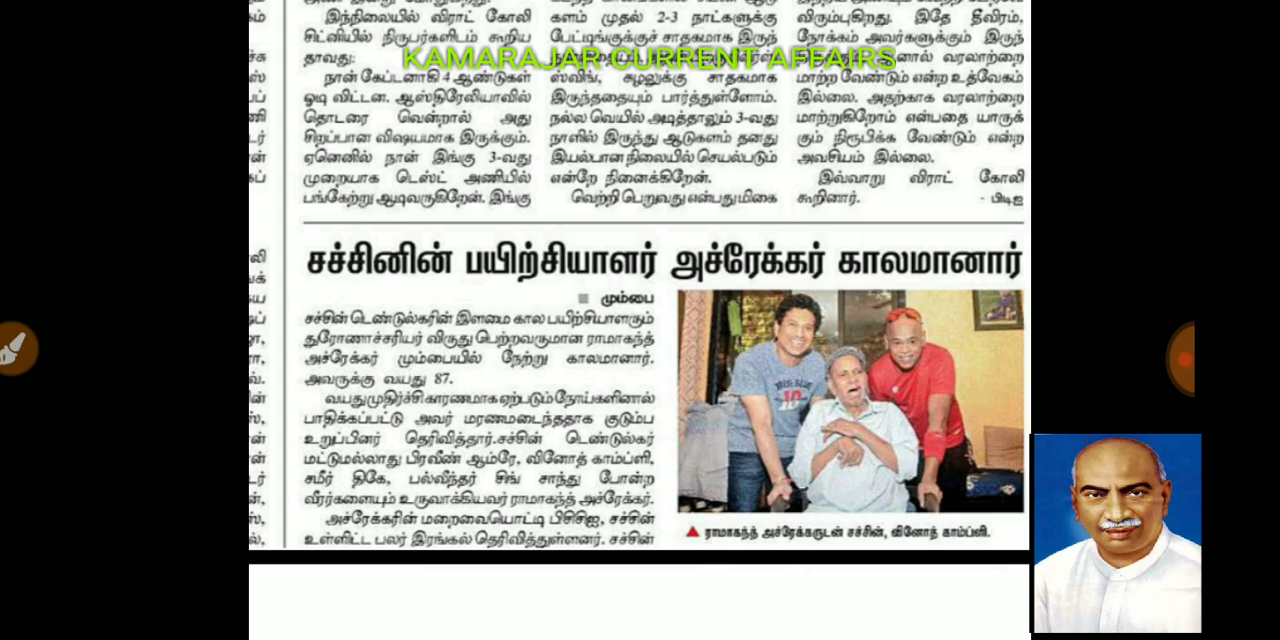 KAMARAJAR CURRENT AFFAIRS
இந்நிலையில் விராட் கோலி
சிட்னியில் நிருபர்களிடம் கூறிய
தாவது:
நான் கேப்டனாகி 4 ஆண்டுகள்
ஓடி விட்டன. ஆஸ்திரேலியாவில்
தொடரை வென்றால் அது
சிறப்பான விஷயமாக இருக்கும்.
ஏனெனில் நான் இங்கு 3-வது
முறையாக டெஸ்ட் அணியில்
பங்கேற்று ஆடிவருகிறேன். இங்கு
களம் முதல் 2-3 நாட்களுக்கு
பேட்டிங்குக்குச் சாதகமாக இருந்
ஸ்விங், சுழலுக்கு சாதகமாக
இருந்ததையும் பார்த்துள்ளோம்.
நல்ல வெயில் அடித்தாலும் 3-வது
நாளில் இருந்து ஆடுகளம் தனது
இயல்பான நிலையில் செயல்படும்
என்றே நினைக்கிறேன்.
வெற்றி பெறுவது என்பது மிகை
விரும்புகிறது. இதே தீவிரம்,
நோக்கம் அவர்களுக்கும் இருந்
வரலாற்றை
மாற்ற வேண்டும் என்ற உத்வேகம்
இல்லை. அதற்காக வரலாற்றை
மாற்றுகிறோம் என்பதை யாருக்
கும் நிரூபிக்க வேண்டும் என்ற
அவசியம் இல்லை.
இவ்வாறு விராட் கோலி
கூறினார். - பிடிஐ
சச்சினின் பயிற்சியாளர் அச்ரேக்கர் காலமானார்
■ மும்பை
சச்சின் டெண்டுல்கரின் இளமை கால பயிற்சியாளரும்
துரோணாச்சரியர் விருது பெற்றவருமான ராமாகந்த்
அச்ரேக்கர் மும்பையில் நேற்று காலமானார்.
அவருக்கு வயது 87.
வயது முதிர்ச்சி காரணமாக ஏற்படும் நோய்களினால்
பாதிக்கப்பட்டு அவர் மரணமடைந்ததாக குடும்ப
உறுப்பினர் தெரிவித்தார்.சச்சின் டெண்டுல்கர்
மட்டுமல்லாது பிரவீண் ஆம்ரே, வினோத் காம்ப்ளி,
சமீர் திகே, பல்வீந்தர் சிங் சாந்து போன்ற
வீரர்களையும் உருவாக்கியவர் ராமாகந்த் அச்ரேக்கர்.
அச்ரேக்கரின் மறைவையொட்டி பிசிசிஐ, சச்சின்
உள்ளிட்ட பலர் இரங்கல் தெரிவித்துள்ளனர். சச்சின்
TRUE BLUE
10
▲ ராமாகந்த் அச்ரேக்கருடன் சச்சின், வினோத் காம்ப்ளி.